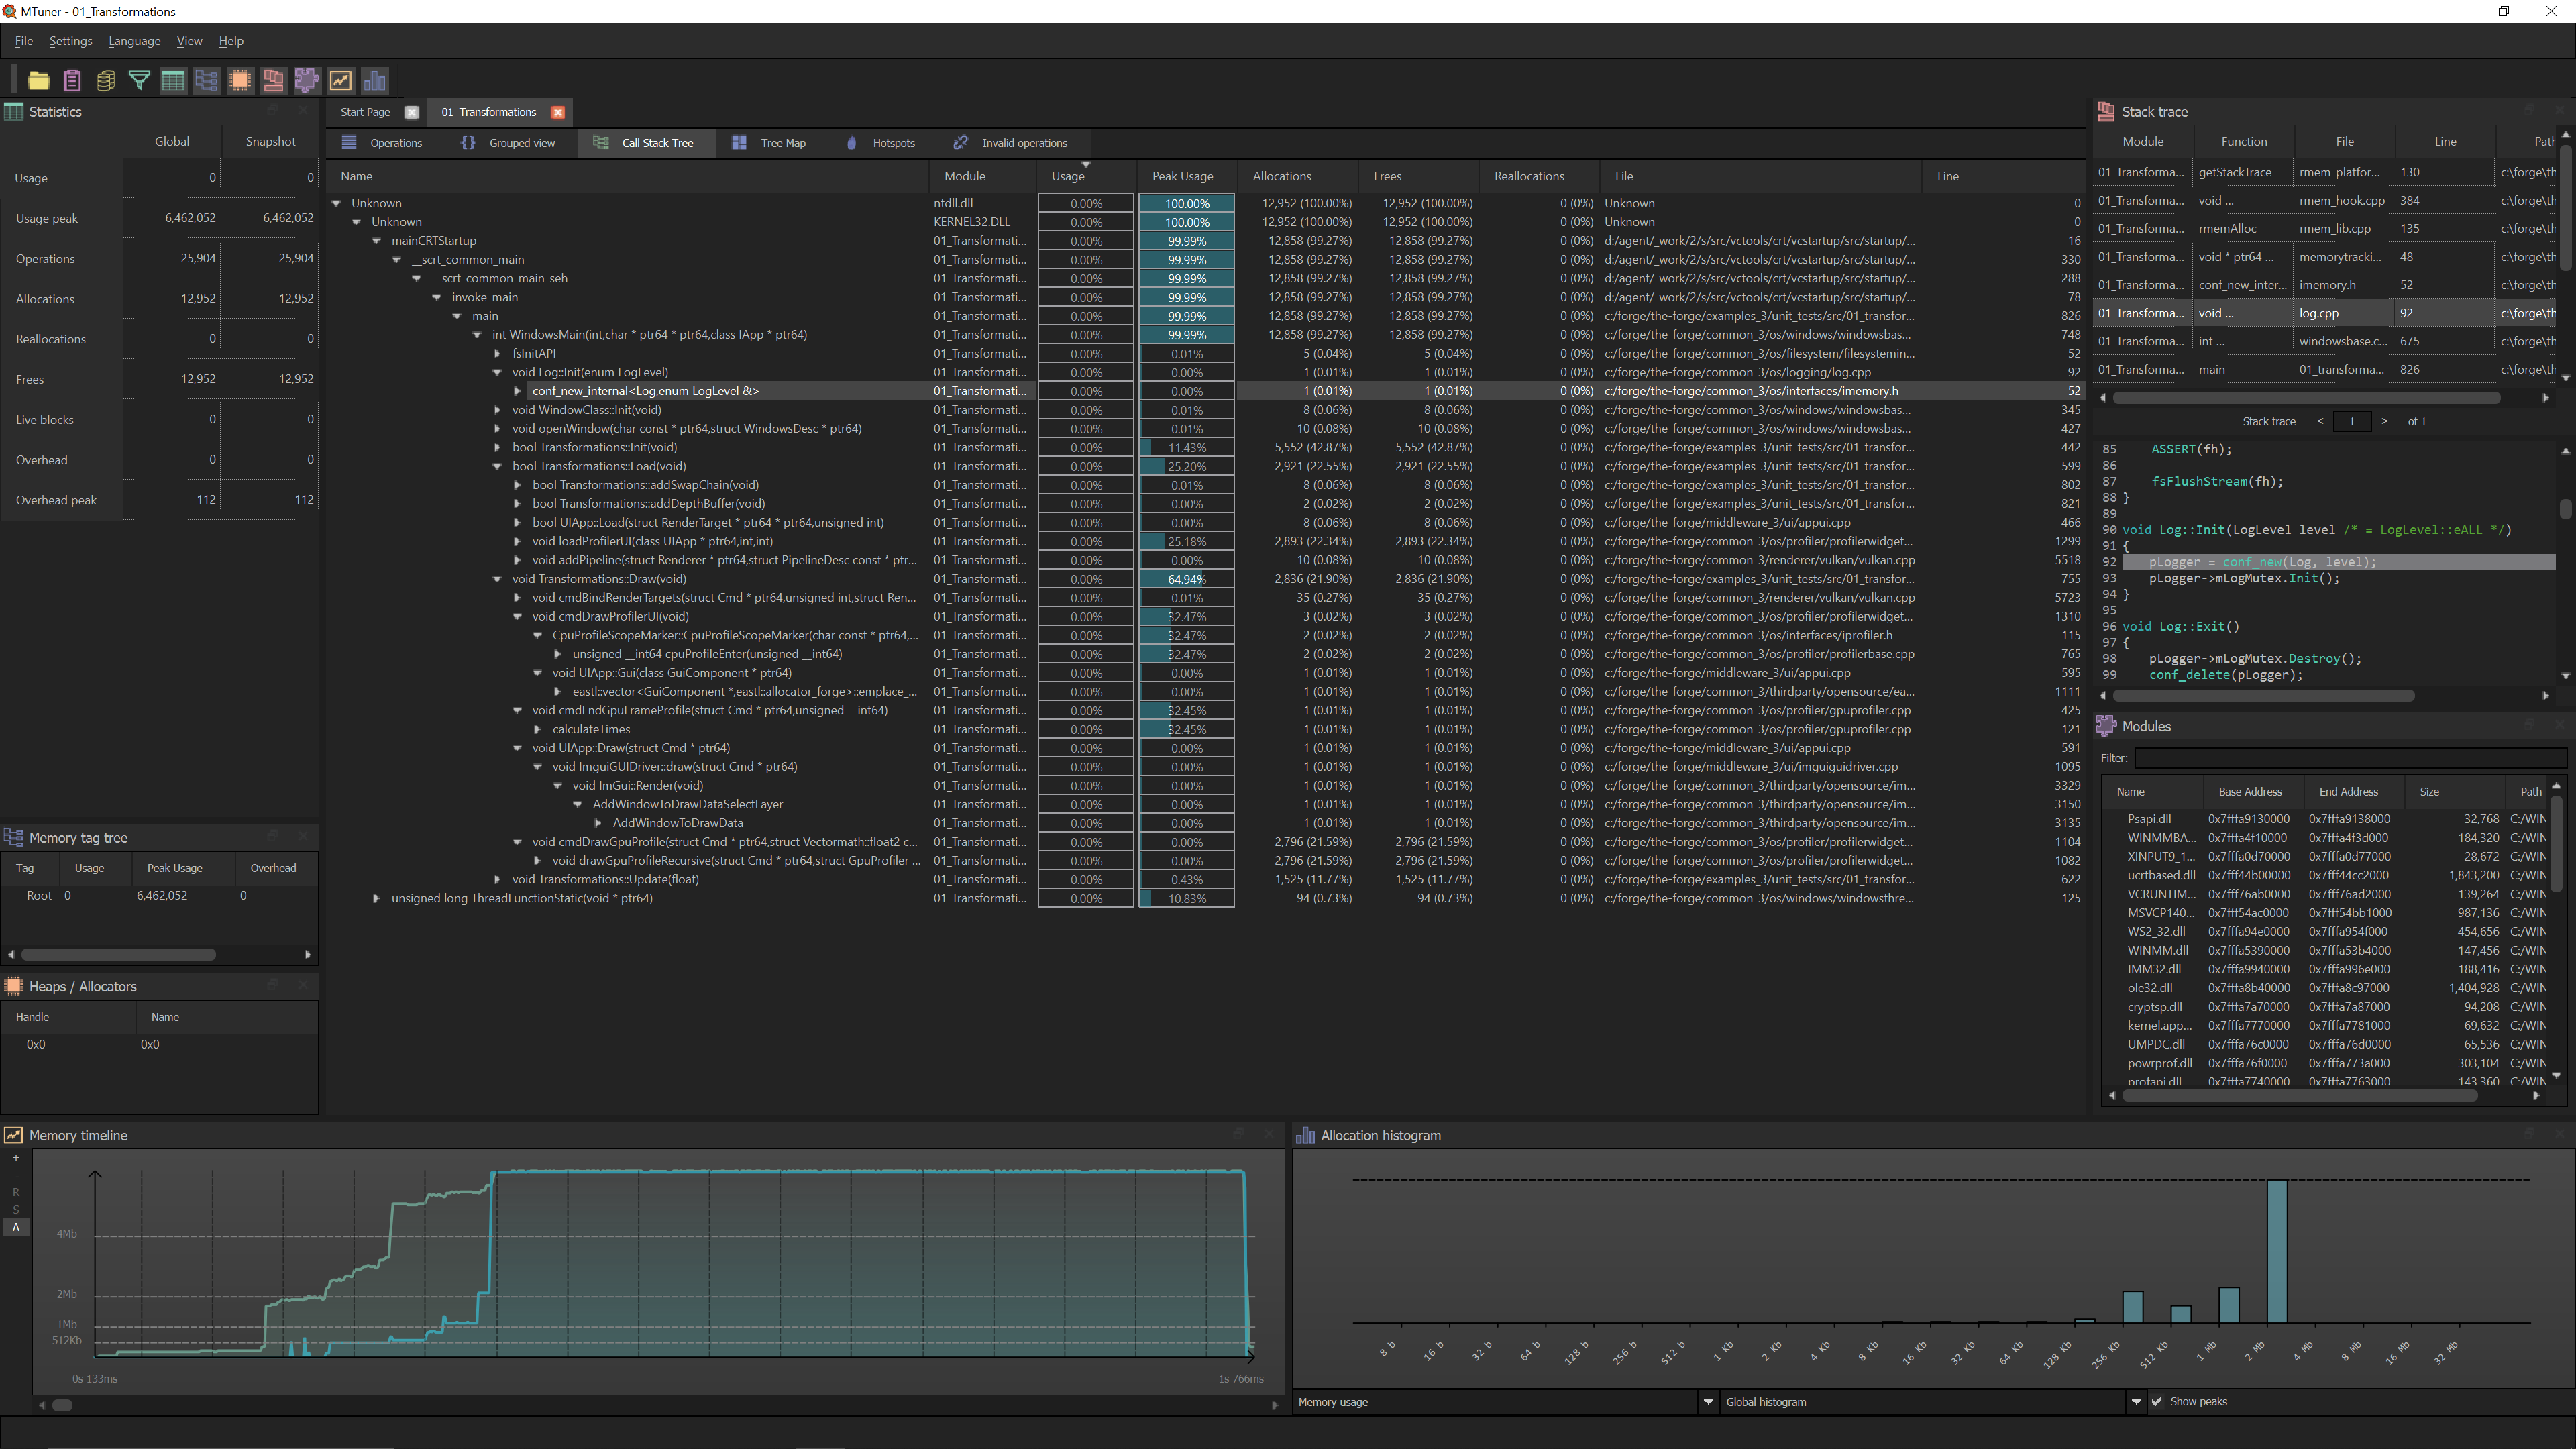 MTuner - 01_Transformations
File Settings Language View Help
Statistics
Global Snapshot
Usage 0 0
Usage peak 6,462,052 6,462,052
Operations 25,904 25,904
Allocations 12,952 12,952
Reallocations 0 0
Frees 12,952 12,952
Live blocks 0 0
Overhead 0 0
Overhead peak 112 112
Memory tag tree
Tag Usage Peak Usage Overhead
Root 0 6,462,052 0
Heaps / Allocators
Handle Name
0x0 0x0
Start Page 01_Transformations
Operations Grouped view Call Stack Tree Tree Map Hotspots Invalid operations
Name Module Usage Peak Usage Allocations Frees Reallocations File Line
Unknown ntdll.dll 0.00% 100.00% 12,952 (100.00%) 12,952 (100.00%) 0 (0%) Unknown 0
Unknown KERNEL32.DLL 0.00% 100.00% 12,952 (100.00%) 12,952 (100.00%) 0 (0%) Unknown 0
mainCRTStartup 01_Transformati... 0.00% 99.99% 12,858 (99.27%) 12,858 (99.27%) 0 (0%) d:/agent/_work/2/s/src/vctools/crt/vcstartup/src/startup/... 16
__scrt_common_main 01_Transformati... 0.00% 99.99% 12,858 (99.27%) 12,858 (99.27%) 0 (0%) d:/agent/_work/2/s/src/vctools/crt/vcstartup/src/startup/... 330
__scrt_common_main_seh 01_Transformati... 0.00% 99.99% 12,858 (99.27%) 12,858 (99.27%) 0 (0%) d:/agent/_work/2/s/src/vctools/crt/vcstartup/src/startup/... 288
invoke_main 01_Transformati... 0.00% 99.99% 12,858 (99.27%) 12,858 (99.27%) 0 (0%) d:/agent/_work/2/s/src/vctools/crt/vcstartup/src/startup/... 78
main 01_Transformati... 0.00% 99.99% 12,858 (99.27%) 12,858 (99.27%) 0 (0%) c:/forge/the-forge/examples_3/unit_tests/src/01_transfor... 826
int WindowsMain(int,char * ptr64 * ptr64,class IApp * ptr64) 01_Transformati... 0.00% 99.99% 12,858 (99.27%) 12,858 (99.27%) 0 (0%) c:/forge/the-forge/common_3/os/windows/windowsbas... 748
fsInitAPI 01_Transformati... 0.00% 0.01% 5 (0.04%) 5 (0.04%) 0 (0%) c:/forge/the-forge/common_3/os/filesystem/filesystemin... 52
void Log::Init(enum LogLevel) 01_Transformati... 0.00% 0.00% 1 (0.01%) 1 (0.01%) 0 (0%) c:/forge/the-forge/common_3/os/logging/log.cpp 92
conf_new_internal<Log,enum LogLevel &> 01_Transformati... 0.00% 0.00% 1 (0.01%) 1 (0.01%) 0 (0%) c:/forge/the-forge/common_3/os/interfaces/imemory.h 52
void WindowClass::Init(void) 01_Transformati... 0.00% 0.01% 8 (0.06%) 8 (0.06%) 0 (0%) c:/forge/the-forge/common_3/os/windows/windowsbas... 345
void openWindow(char const * ptr64,struct WindowsDesc * ptr64) 01_Transformati... 0.00% 0.01% 10 (0.08%) 10 (0.08%) 0 (0%) c:/forge/the-forge/common_3/os/windows/windowsbas... 427
bool Transformations::Init(void) 01_Transformati... 0.00% 11.43% 5,552 (42.87%) 5,552 (42.87%) 0 (0%) c:/forge/the-forge/examples_3/unit_tests/src/01_transfor... 442
bool Transformations::Load(void) 01_Transformati... 0.00% 25.20% 2,921 (22.55%) 2,921 (22.55%) 0 (0%) c:/forge/the-forge/examples_3/unit_tests/src/01_transfor... 599
bool Transformations::addSwapChain(void) 01_Transformati... 0.00% 0.01% 8 (0.06%) 8 (0.06%) 0 (0%) c:/forge/the-forge/examples_3/unit_tests/src/01_transfor... 802
bool Transformations::addDepthBuffer(void) 01_Transformati... 0.00% 0.00% 2 (0.02%) 2 (0.02%) 0 (0%) c:/forge/the-forge/examples_3/unit_tests/src/01_transfor... 821
bool UIApp::Load(struct RenderTarget * ptr64 * ptr64,unsigned int) 01_Transformati... 0.00% 0.00% 8 (0.06%) 8 (0.06%) 0 (0%) c:/forge/the-forge/middleware_3/ui/appui.cpp 466
void loadProfilerUI(class UIApp * ptr64,int,int) 01_Transformati... 0.00% 25.18% 2,893 (22.34%) 2,893 (22.34%) 0 (0%) c:/forge/the-forge/common_3/os/profiler/profilerwidget... 1299
void addPipeline(struct Renderer * ptr64,struct PipelineDesc const * ptr... 01_Transformati... 0.00% 0.00% 10 (0.08%) 10 (0.08%) 0 (0%) c:/forge/the-forge/common_3/renderer/vulkan/vulkan.cpp 5518
void Transformations::Draw(void) 01_Transformati... 0.00% 64.94% 2,836 (21.90%) 2,836 (21.90%) 0 (0%) c:/forge/the-forge/examples_3/unit_tests/src/01_transfor... 755
void cmdBindRenderTargets(struct Cmd * ptr64,unsigned int,struct Ren... 01_Transformati... 0.00% 0.01% 35 (0.27%) 35 (0.27%) 0 (0%) c:/forge/the-forge/common_3/renderer/vulkan/vulkan.cpp 5723
void cmdDrawProfilerUI(void) 01_Transformati... 0.00% 32.47% 3 (0.02%) 3 (0.02%) 0 (0%) c:/forge/the-forge/common_3/os/profiler/profilerwidget... 1310
CpuProfileScopeMarker::CpuProfileScopeMarker(char const * ptr64,... 01_Transformati... 0.00% 32.47% 2 (0.02%) 2 (0.02%) 0 (0%) c:/forge/the-forge/common_3/os/interfaces/iprofiler.h 115
unsigned __int64 cpuProfileEnter(unsigned __int64) 01_Transformati... 0.00% 32.47% 2 (0.02%) 2 (0.02%) 0 (0%) c:/forge/the-forge/common_3/os/profiler/profilerbase.cpp 765
void UIApp::Gui(class GuiComponent * ptr64) 01_Transformati... 0.00% 0.00% 1 (0.01%) 1 (0.01%) 0 (0%) c:/forge/the-forge/middleware_3/ui/appui.cpp 595
eastl::vector<GuiComponent *,eastl::allocator_forge>::emplace_... 01_Transformati... 0.00% 0.00% 1 (0.01%) 1 (0.01%) 0 (0%) c:/forge/the-forge/common_3/thirdparty/opensource/ea... 1111
void cmdEndGpuFrameProfile(struct Cmd * ptr64,unsigned __int64) 01_Transformati... 0.00% 32.45% 1 (0.01%) 1 (0.01%) 0 (0%) c:/forge/the-forge/common_3/os/profiler/gpuprofiler.cpp 425
calculateTimes 01_Transformati... 0.00% 32.45% 1 (0.01%) 1 (0.01%) 0 (0%) c:/forge/the-forge/common_3/os/profiler/gpuprofiler.cpp 121
void UIApp::Draw(struct Cmd * ptr64) 01_Transformati... 0.00% 0.00% 1 (0.01%) 1 (0.01%) 0 (0%) c:/forge/the-forge/middleware_3/ui/appui.cpp 591
void ImguiGUIDriver::draw(struct Cmd * ptr64) 01_Transformati... 0.00% 0.00% 1 (0.01%) 1 (0.01%) 0 (0%) c:/forge/the-forge/middleware_3/ui/imguiguidriver.cpp 1095
void ImGui::Render(void) 01_Transformati... 0.00% 0.00% 1 (0.01%) 1 (0.01%) 0 (0%) c:/forge/the-forge/common_3/thirdparty/opensource/im... 3329
AddWindowToDrawDataSelectLayer 01_Transformati... 0.00% 0.00% 1 (0.01%) 1 (0.01%) 0 (0%) c:/forge/the-forge/common_3/thirdparty/opensource/im... 3150
AddWindowToDrawData 01_Transformati... 0.00% 0.00% 1 (0.01%) 1 (0.01%) 0 (0%) c:/forge/the-forge/common_3/thirdparty/opensource/im... 3135
void cmdDrawGpuProfile(struct Cmd * ptr64,struct Vectormath::float2 c... 01_Transformati... 0.00% 0.00% 2,796 (21.59%) 2,796 (21.59%) 0 (0%) c:/forge/the-forge/common_3/os/profiler/profilerwidget... 1104
void drawGpuProfileRecursive(struct Cmd * ptr64,struct GpuProfiler ... 01_Transformati... 0.00% 0.00% 2,796 (21.59%) 2,796 (21.59%) 0 (0%) c:/forge/the-forge/common_3/os/profiler/profilerwidget... 1082
void Transformations::Update(float) 01_Transformati... 0.00% 0.43% 1,525 (11.77%) 1,525 (11.77%) 0 (0%) c:/forge/the-forge/examples_3/unit_tests/src/01_transfor... 622
unsigned long ThreadFunctionStatic(void * ptr64) 01_Transformati... 0.00% 10.83% 94 (0.73%) 94 (0.73%) 0 (0%) c:/forge/the-forge/common_3/os/windows/windowsthre... 125
Stack trace
Module Function File Line Path
01_Transforma... getStackTrace rmem_platfor... 130 c:\forge\th
01_Transforma... void ... rmem_hook.cpp 384 c:\forge\th
01_Transforma... rmemAlloc rmem_lib.cpp 135 c:\forge\th
01_Transforma... void * ptr64 ... memorytracki... 48 c:\forge\th
01_Transforma... conf_new_inter... imemory.h 52 c:\forge\th
01_Transforma... void ... log.cpp 92 c:\forge\th
01_Transforma... int ... windowsbase.c... 675 c:\forge\th
01_Transforma... main 01_transforma... 826 c:\forge\th
Stack trace < 1 > of 1
85 ASSERT(fh);
86
87 fsFlushStream(fh);
88 }
89
90 void Log::Init(LogLevel level /* = LogLevel::eALL */)
91 {
92 pLogger = conf_new(Log, level);
93 pLogger->mLogMutex.Init();
94 }
95
96 void Log::Exit()
97 {
98 pLogger->mLogMutex.Destroy();
99 conf_delete(pLogger);
Modules
Filter:
Name Base Address End Address Size Path
Psapi.dll 0x7fffa9130000 0x7fffa9138000 32,768 C:/WIN
WINMMBA... 0x7fffa4f10000 0x7fffa4f3d000 184,320 C:/WIN
XINPUT9_1... 0x7fffa0d70000 0x7fffa0d77000 28,672 C:/WIN
ucrtbased.dll 0x7fff44b00000 0x7fff44cc2000 1,843,200 C:/WIN
VCRUNTIM... 0x7fff76ab0000 0x7fff76ad2000 139,264 C:/WIN
MSVCP140... 0x7fff54ac0000 0x7fff54bb1000 987,136 C:/WIN
WS2_32.dll 0x7fffa94e0000 0x7fffa954f000 454,656 C:/WIN
WINMM.dll 0x7fffa5390000 0x7fffa53b4000 147,456 C:/WIN
IMM32.dll 0x7fffa9940000 0x7fffa996e000 188,416 C:/WIN
ole32.dll 0x7fffa8b40000 0x7fffa8c97000 1,404,928 C:/WIN
cryptsp.dll 0x7fffa7a70000 0x7fffa7a87000 94,208 C:/WIN
kernel.app... 0x7fffa7770000 0x7fffa7781000 69,632 C:/WIN
UMPDC.dll 0x7fffa76c0000 0x7fffa76d0000 65,536 C:/WIN
powrprof.dll 0x7fffa76f0000 0x7fffa773a000 303,104 C:/WIN
profapi.dll 0x7fffa7740000 0x7fffa7763000 143,360 C:/WIN
Memory timeline
+
-
R
S
A
4Mb
2Mb
1Mb
512Kb
0s 133ms 1s 766ms
Allocation histogram
8 b 16 b 32 b 64 b 128 b 256 b 512 b 1 Kb 2 Kb 4 Kb 8 Kb 16 Kb 32 Kb 64 Kb 128 Kb 256 Kb 512 Kb 1 Mb 2 Mb 4 Mb 8 Mb 16 Mb 32 Mb
Memory usage Global histogram Show peaks